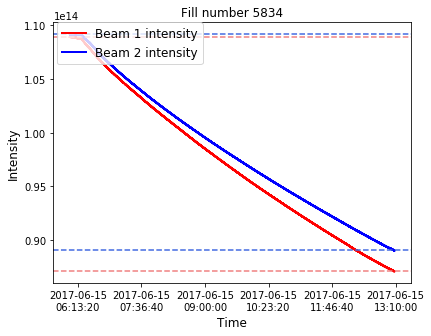 Fill number 5834
1e14
Beam 1 intensity
Beam 2 intensity
1.10
1.05
1.00
0.95
0.90
Intensity
2017-06-15 2017-06-15 2017-06-15 2017-06-15 2017-06-15 2017-06-15
06:13:20 07:36:40 09:00:00 10:23:20 11:46:40 13:10:00
Time